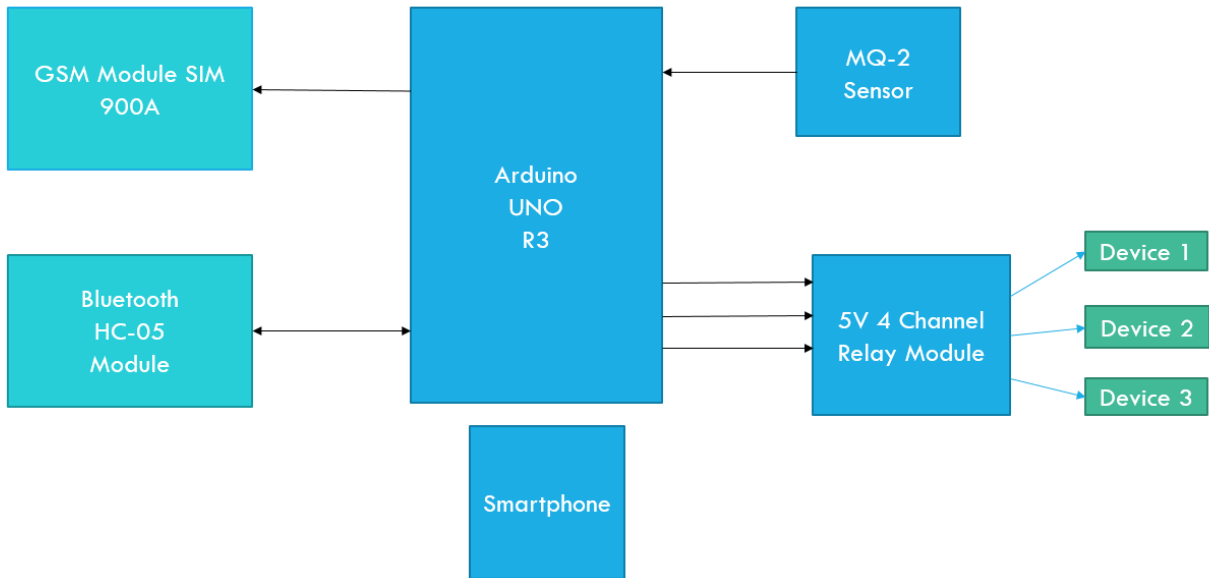 GSM Module SIM
900A
Arduino
UNO
R3
MQ-2
Sensor
Bluetooth
HC-05
Module
5V 4 Channel
Relay Module
Device 1
Device 2
Device 3
Smartphone